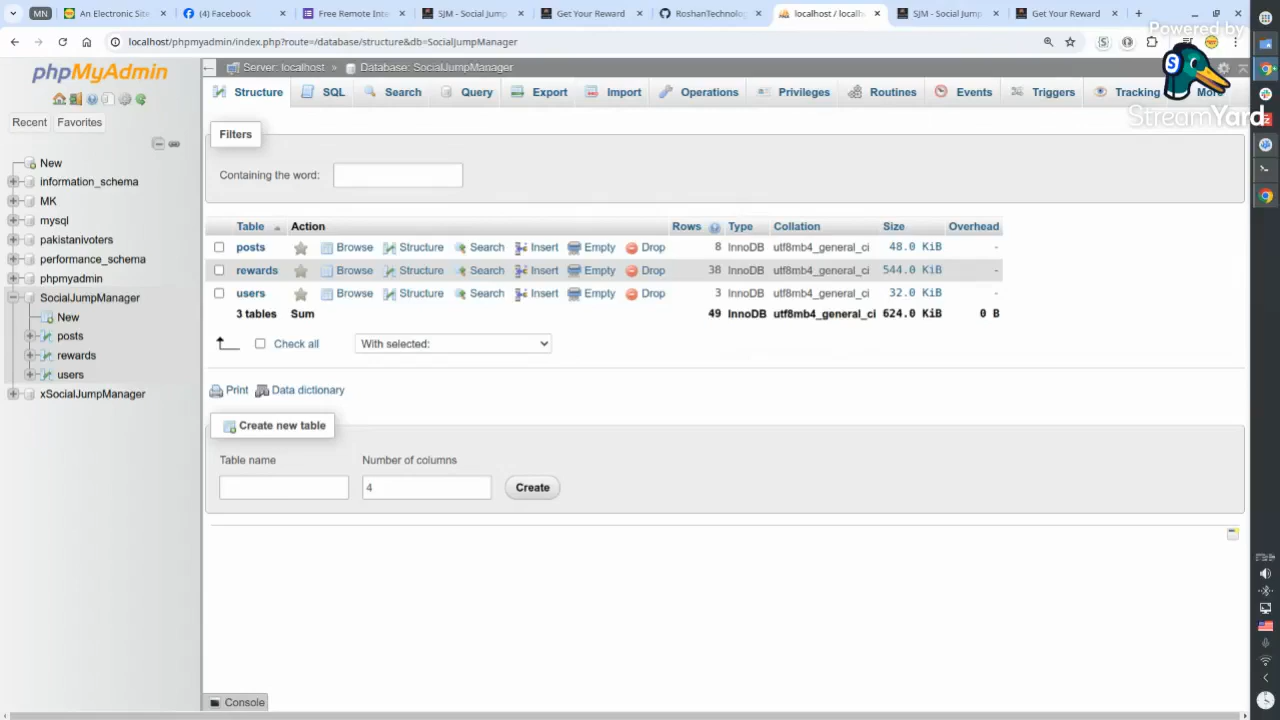 MN
An Electronic Site
(4) Facebook
Free Remote Inte
SJM - Social Jump
Get Your Reward
RoshanTechnolo
localhost / localh
SJM - Social Jump
Get Your Reward
localhost/phpmyadmin/index.php?route=/database/structure&db=SocialJumpManager
Powered by
StreamYard
phpMyAdmin
Recent
Favorites
New
information_schema
MK
mysql
pakistanivoters
performance_schema
phpmyadmin
SocialJumpManager
New
posts
rewards
users
xSocialJumpManager
Server: localhost » Database: SocialJumpManager
Structure SQL Search Query Export Import Operations Privileges Routines Events Triggers Tracking More
Filters
Containing the word:
Table Action Rows Type Collation Size Overhead
posts Browse Structure Search Insert Empty Drop 8 InnoDB utf8mb4_general_ci 48.0 KiB -
rewards Browse Structure Search Insert Empty Drop 38 InnoDB utf8mb4_general_ci 544.0 KiB -
users Browse Structure Search Insert Empty Drop 3 InnoDB utf8mb4_general_ci 32.0 KiB -
3 tables Sum 49 InnoDB utf8mb4_general_ci 624.0 KiB 0 B
Check all
With selected:
Print
Data dictionary
Create new table
Table name
Number of columns
4
Create
Console